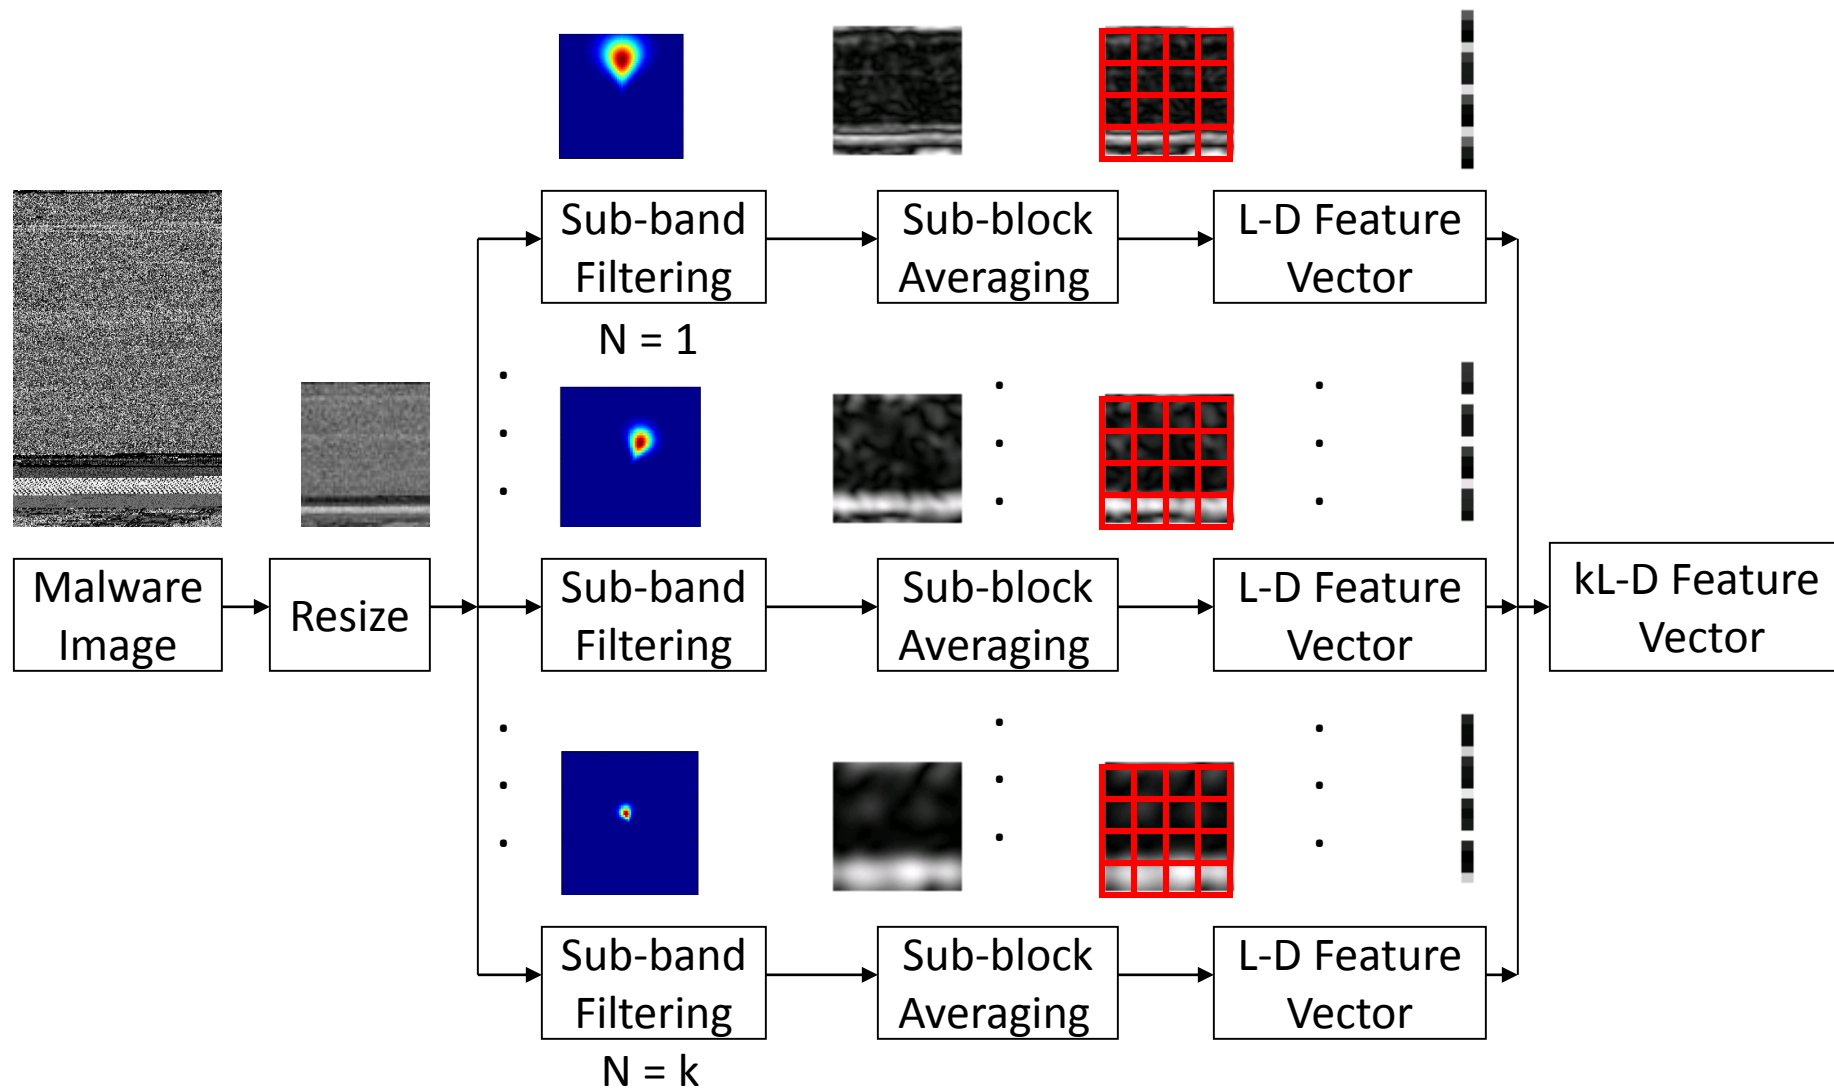 Sub-band
Filtering
Sub-block
Averaging
L-D Feature
Vector
N = 1
Malware
Image
Resize
Sub-band
Filtering
Sub-block
Averaging
L-D Feature
Vector
kL-D Feature
Vector
Sub-band
Filtering
Sub-block
Averaging
L-D Feature
Vector
N = k